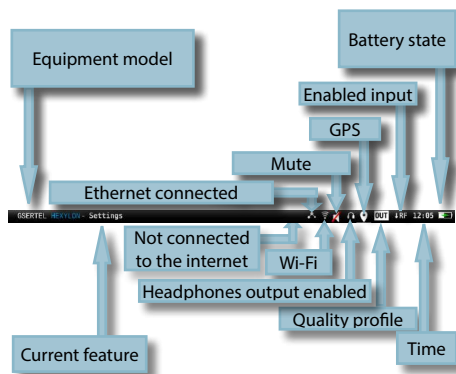 Battery state
Equipment model
Enabled input
GPS
Mute
Ethernet connected
GSERTEL HEXYLON - Settings OUT RF 12:05
Not connected
to the internet
Wi-Fi
Headphones output enabled
Quality profile
Current feature
Time